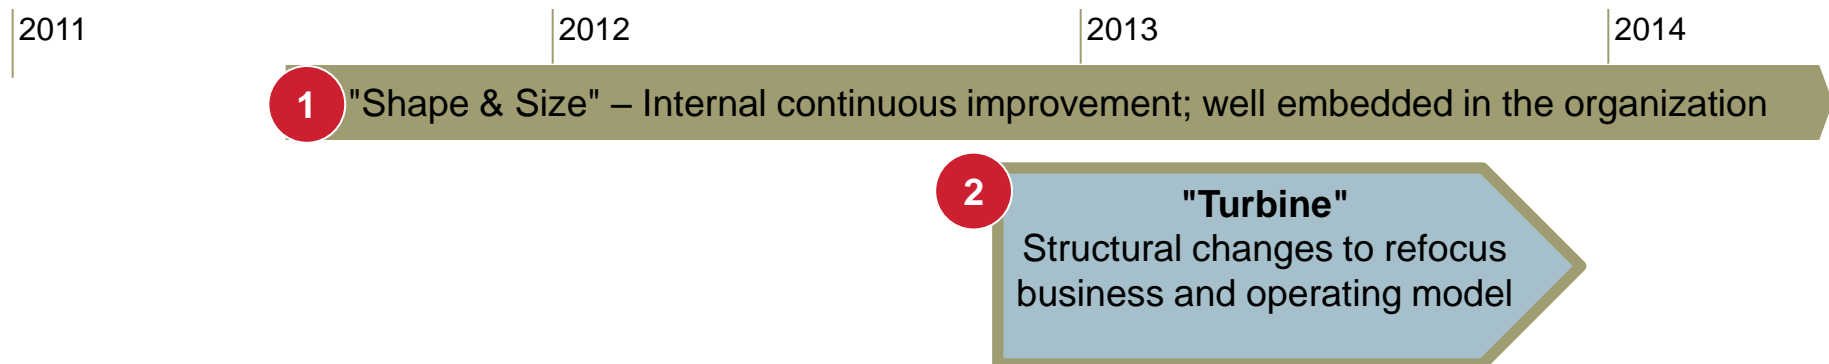 2011
2012
2013
2014
1
"Shape & Size" – Internal continuous improvement; well embedded in the organization
2
"Turbine"
Structural changes to refocus
business and operating model